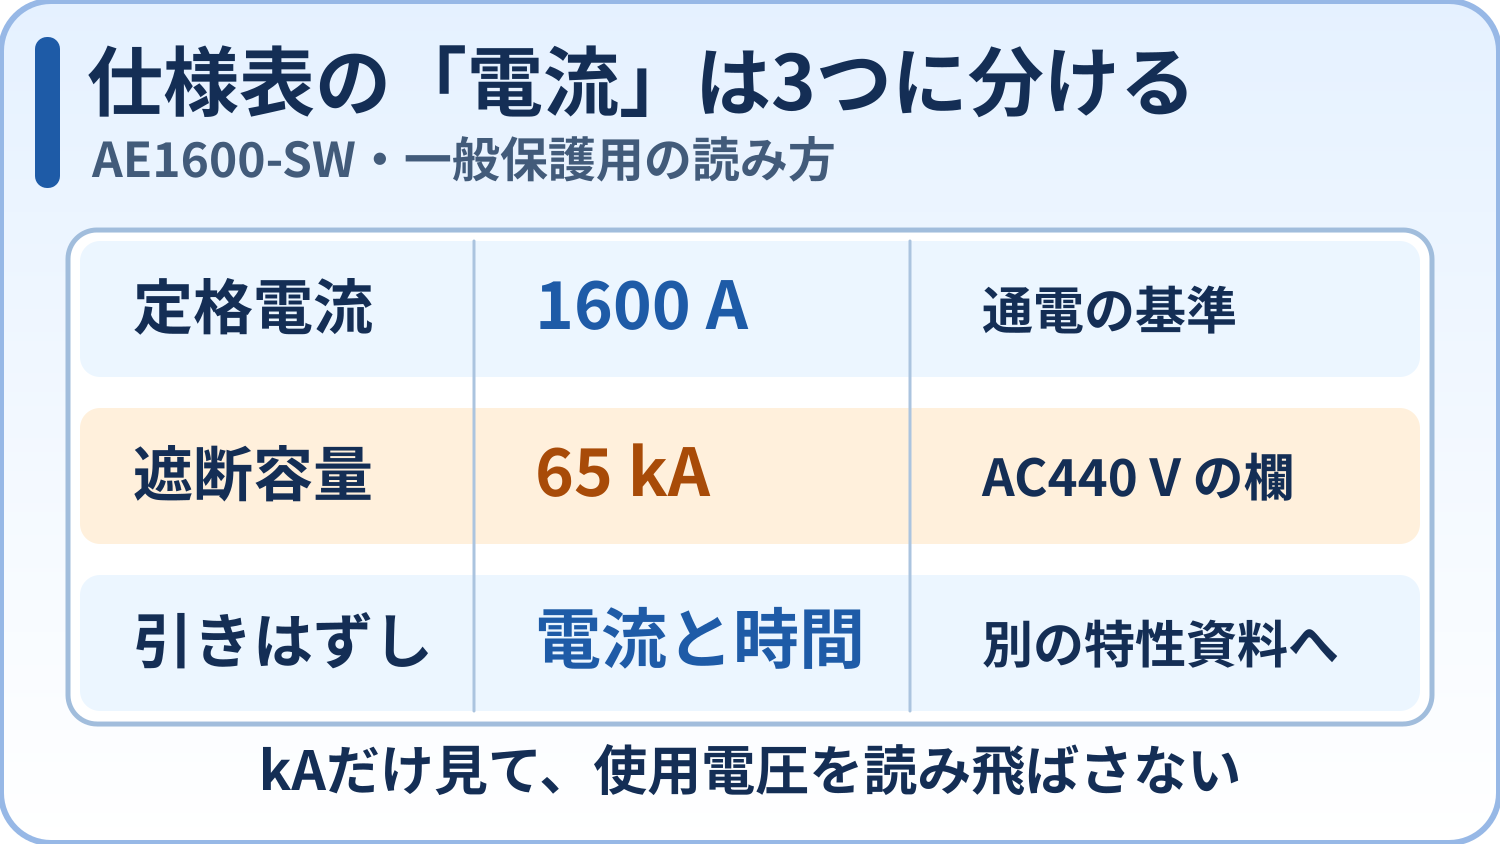 仕様表の「電流」は3つに分ける
AE1600-SW・一般保護用の読み方
定格電流 1600 A 通電の基準
遮断容量 65 kA AC440 V の欄
引きはずし 電流と時間 別の特性資料へ
kAだけ見て、使用電圧を読み飛ばさない